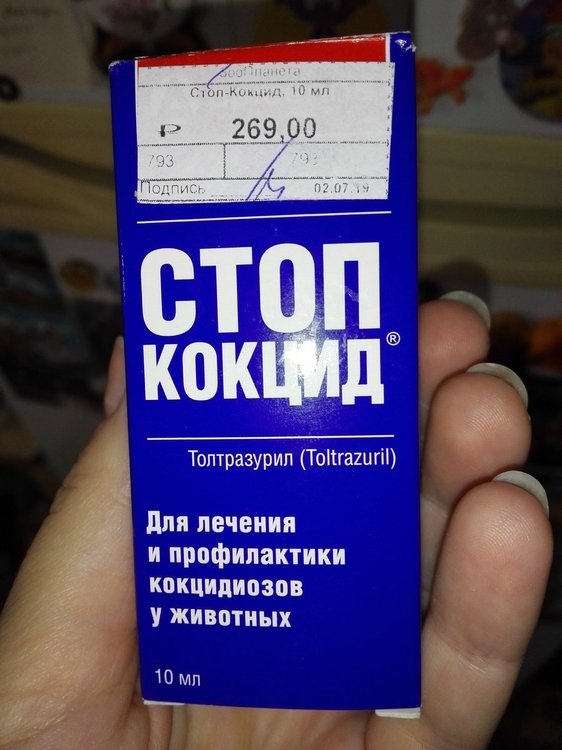 ЗооПланета
Стоп-Кокцид, 10 мл
₽ 269,00
793 793
Подпись 02.07.19
СТОП
КОКЦИД®
Толтразурил (Toltrazuril)
Для лечения
и профилактики
кокцидиозов
у животных
10 мл